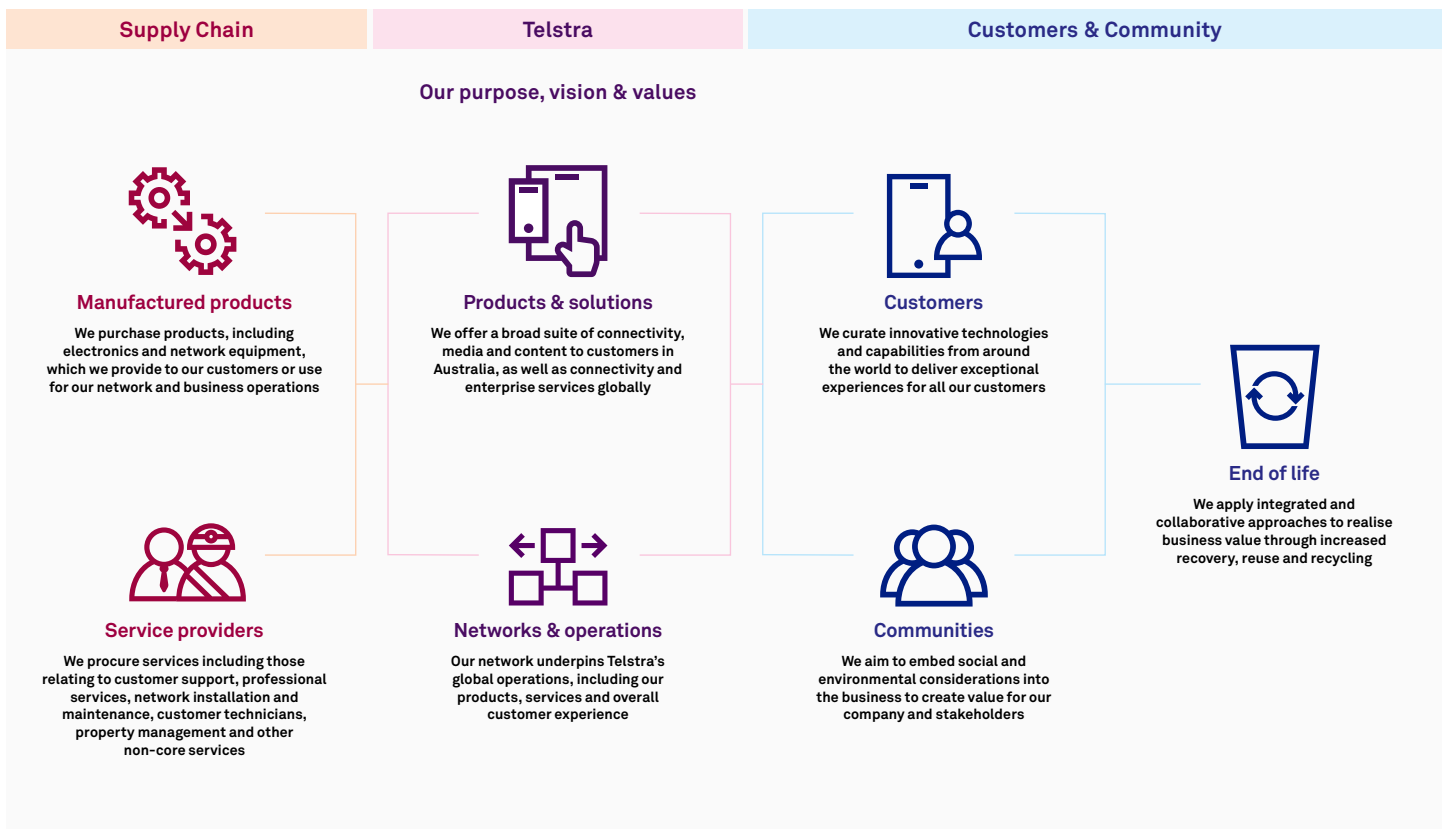 Supply Chain
Telstra
Customers & Community
Our purpose, vision & values
Manufactured products
We purchase products, including
electronics and network equipment,
which we provide to our customers or use
for our network and business operations
Products & solutions
We offer a broad suite of connectivity,
media and content to customers in
Australia, as well as connectivity and
enterprise services globally
Customers
We curate innovative technologies
and capabilities from around
the world to deliver exceptional
experiences for all our customers
End of life
We apply integrated and
collaborative approaches to realise
business value through increased
recovery, reuse and recycling
Service providers
We procure services including those
relating to customer support, professional
services, network installation and
maintenance, customer technicians,
property management and other
non-core services
Networks & operations
Our network underpins Telstra’s
global operations, including our
products, services and overall
customer experience
Communities
We aim to embed social and
environmental considerations into
the business to create value for our
company and stakeholders